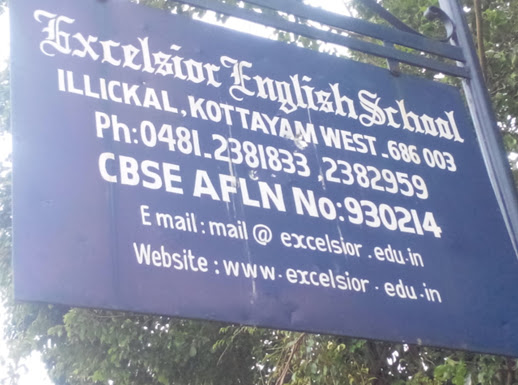 Excelsior English School
ILLICKAL, KOTTAYAM WEST-686 003
Ph:0481-2381833, 2382959
CBSE AFLN No:930214
Email:mail@excelsior.edu.in
Website:www.excelsior.edu.in